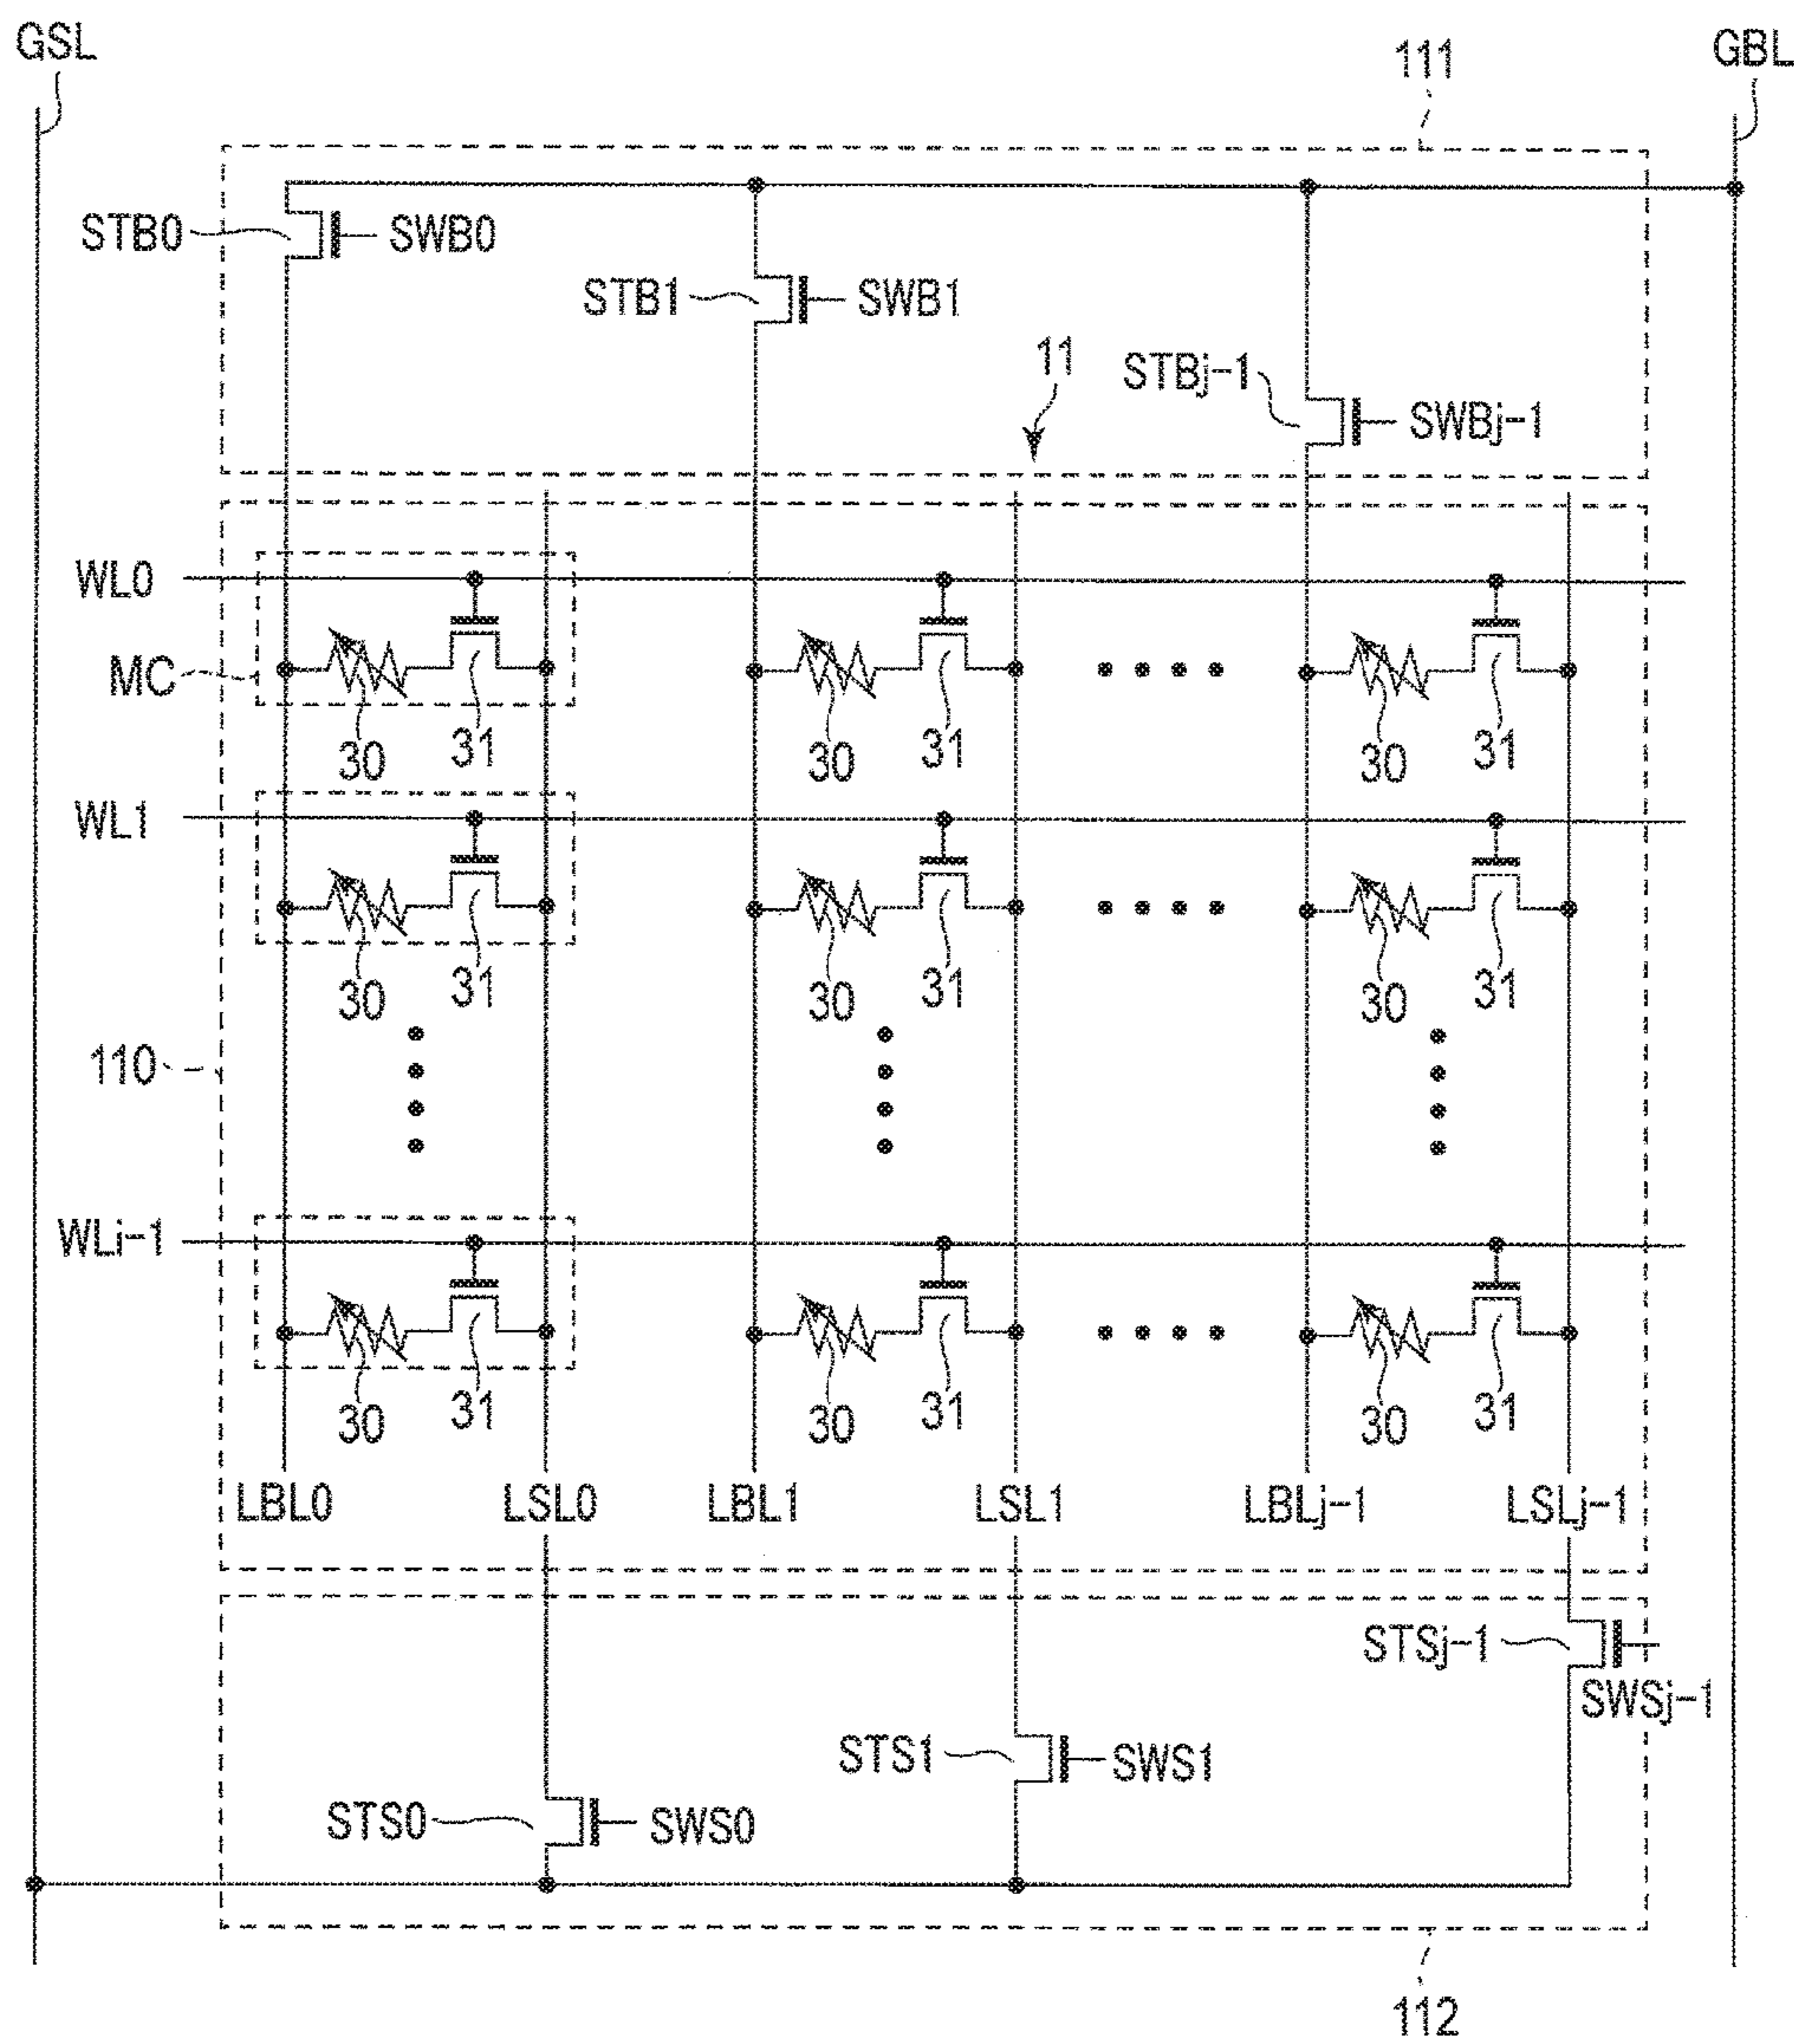 GSL
111
GBL
STB0
SWB0
STB1
SWB1
11
STBj-1
SWBj-1
WL0
MC
30
31
30
31
30
31
WL1
30
31
30
31
30
31
110
WLi-1
30
31
30
31
30
31
LBL0
LSL0
LBL1
LSL1
LBLj-1
LSLj-1
STSj-1
SWSj-1
STS1
SWS1
STS0
SWS0
112